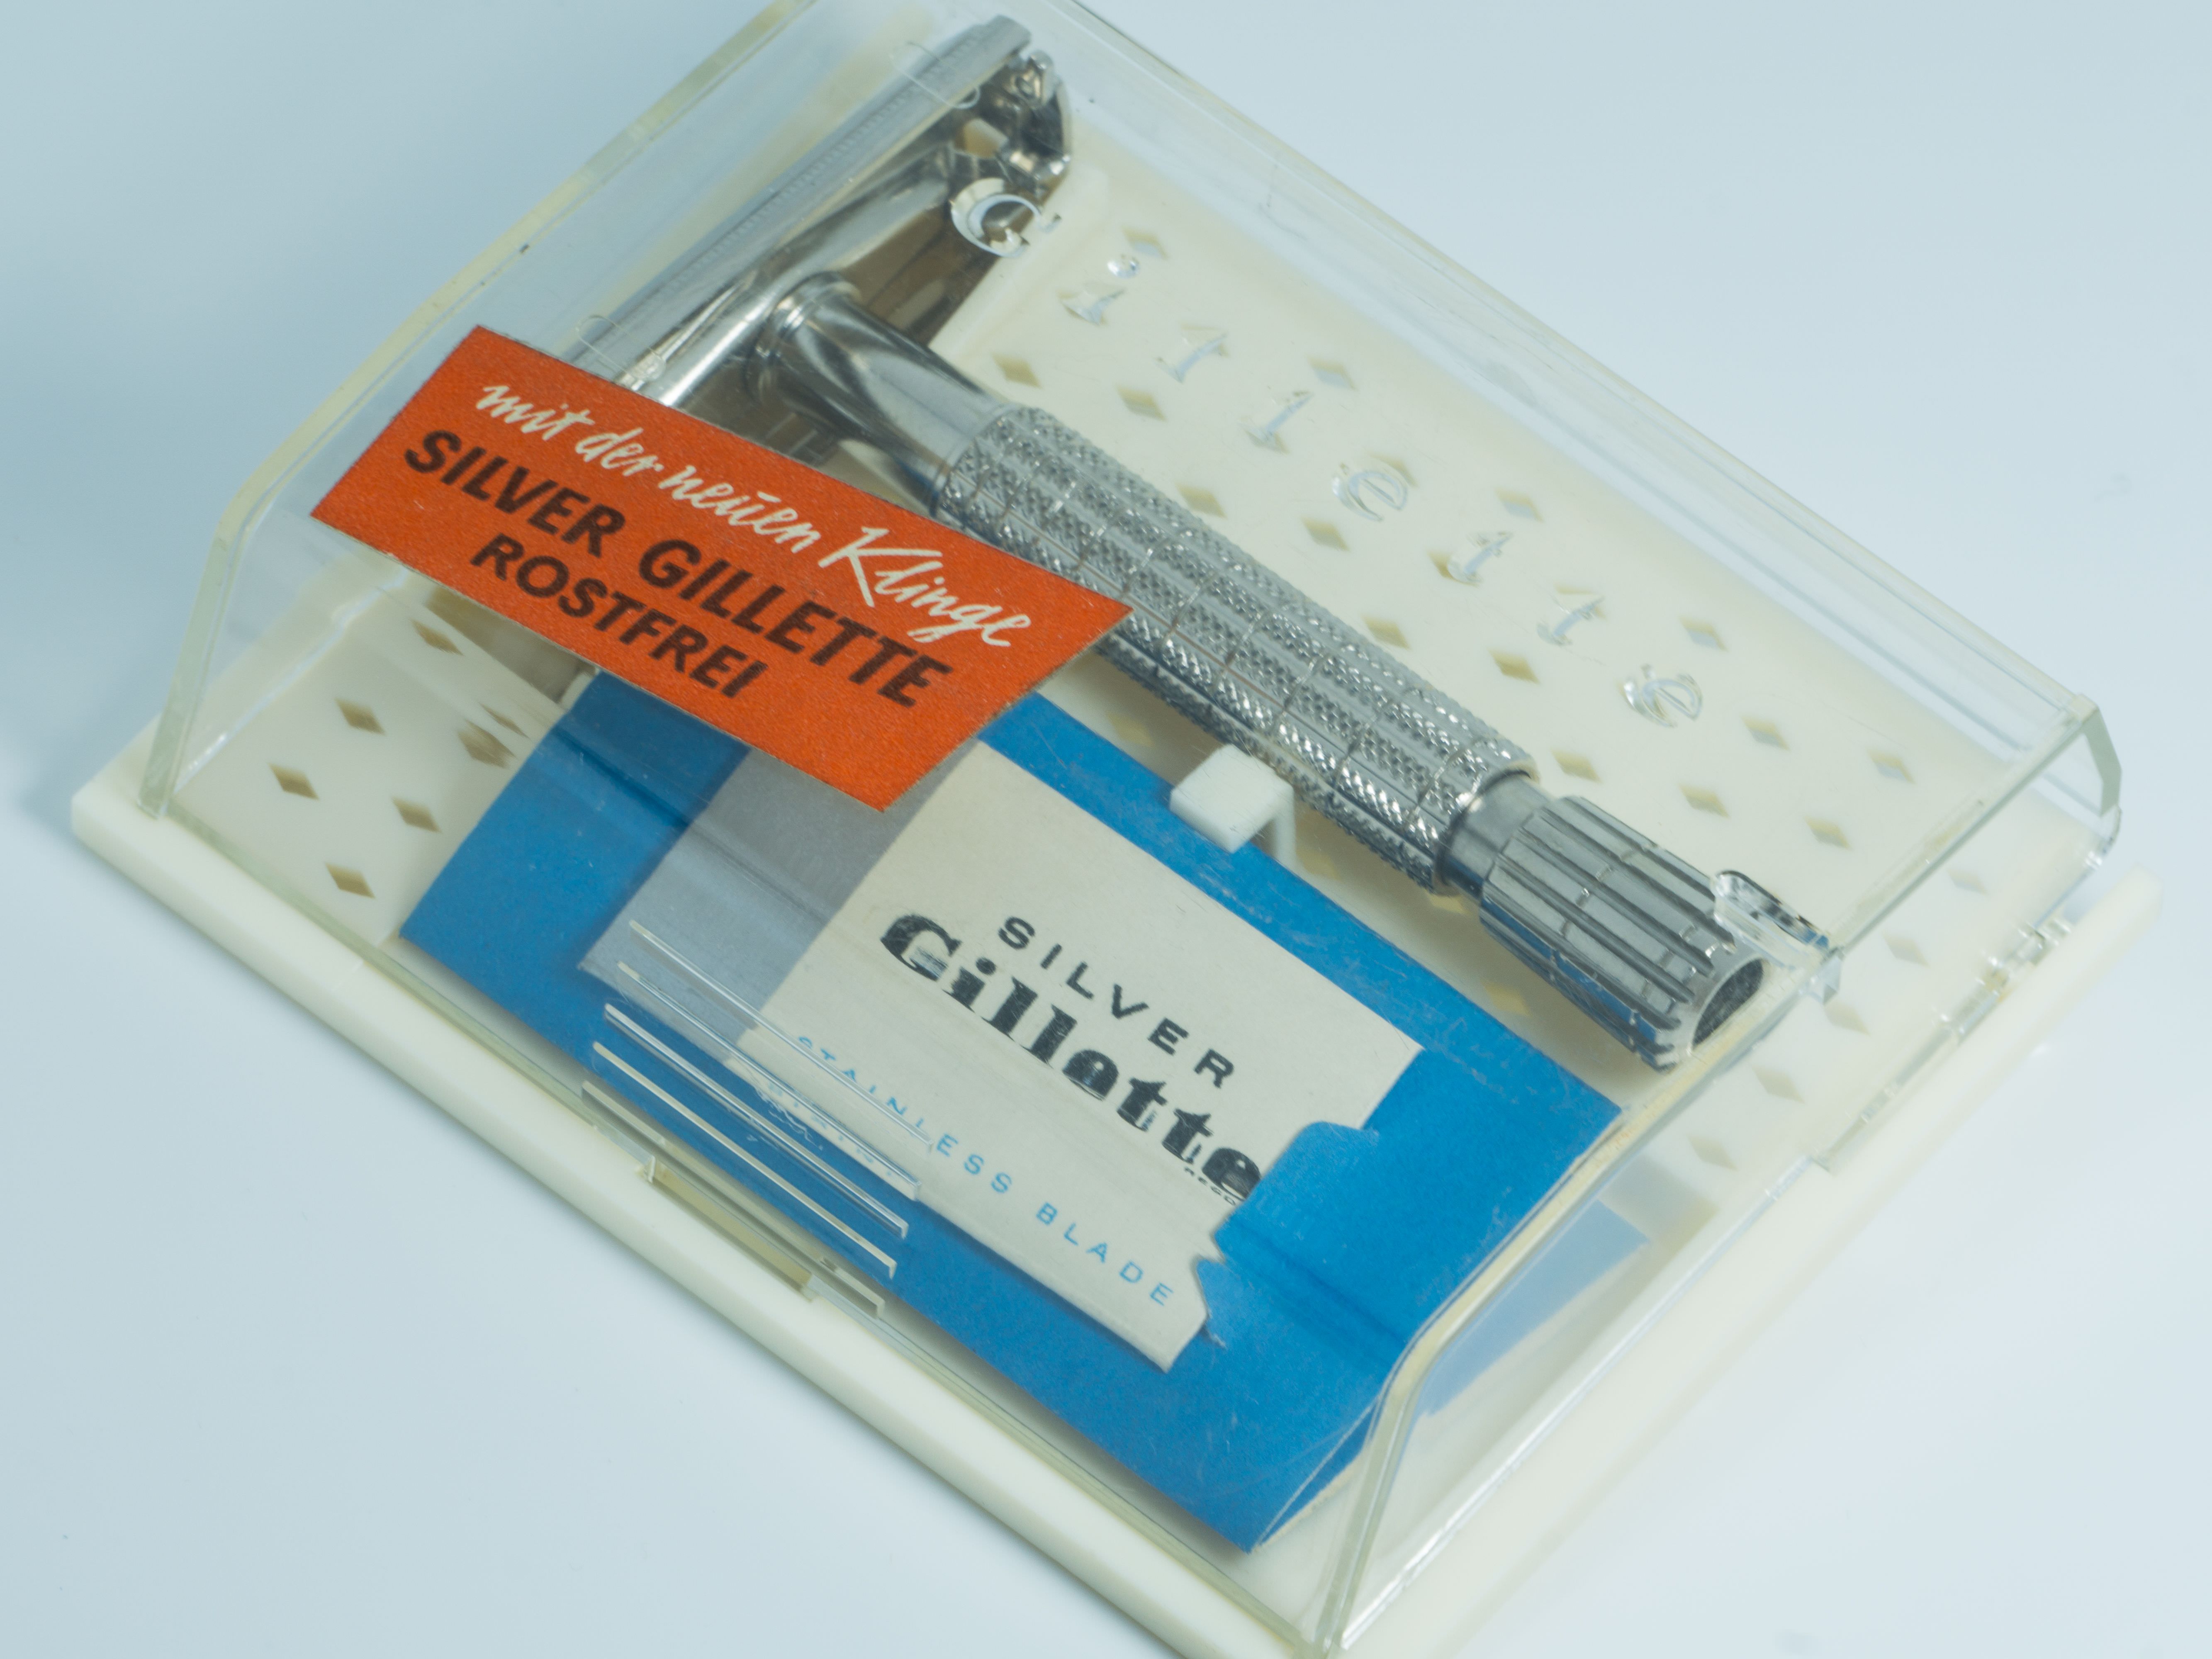 Gillette
mit der neuen Klinge
SILVER GILLETTE
ROSTFREI
SILVER
Gillette
STAINLESS BLADE